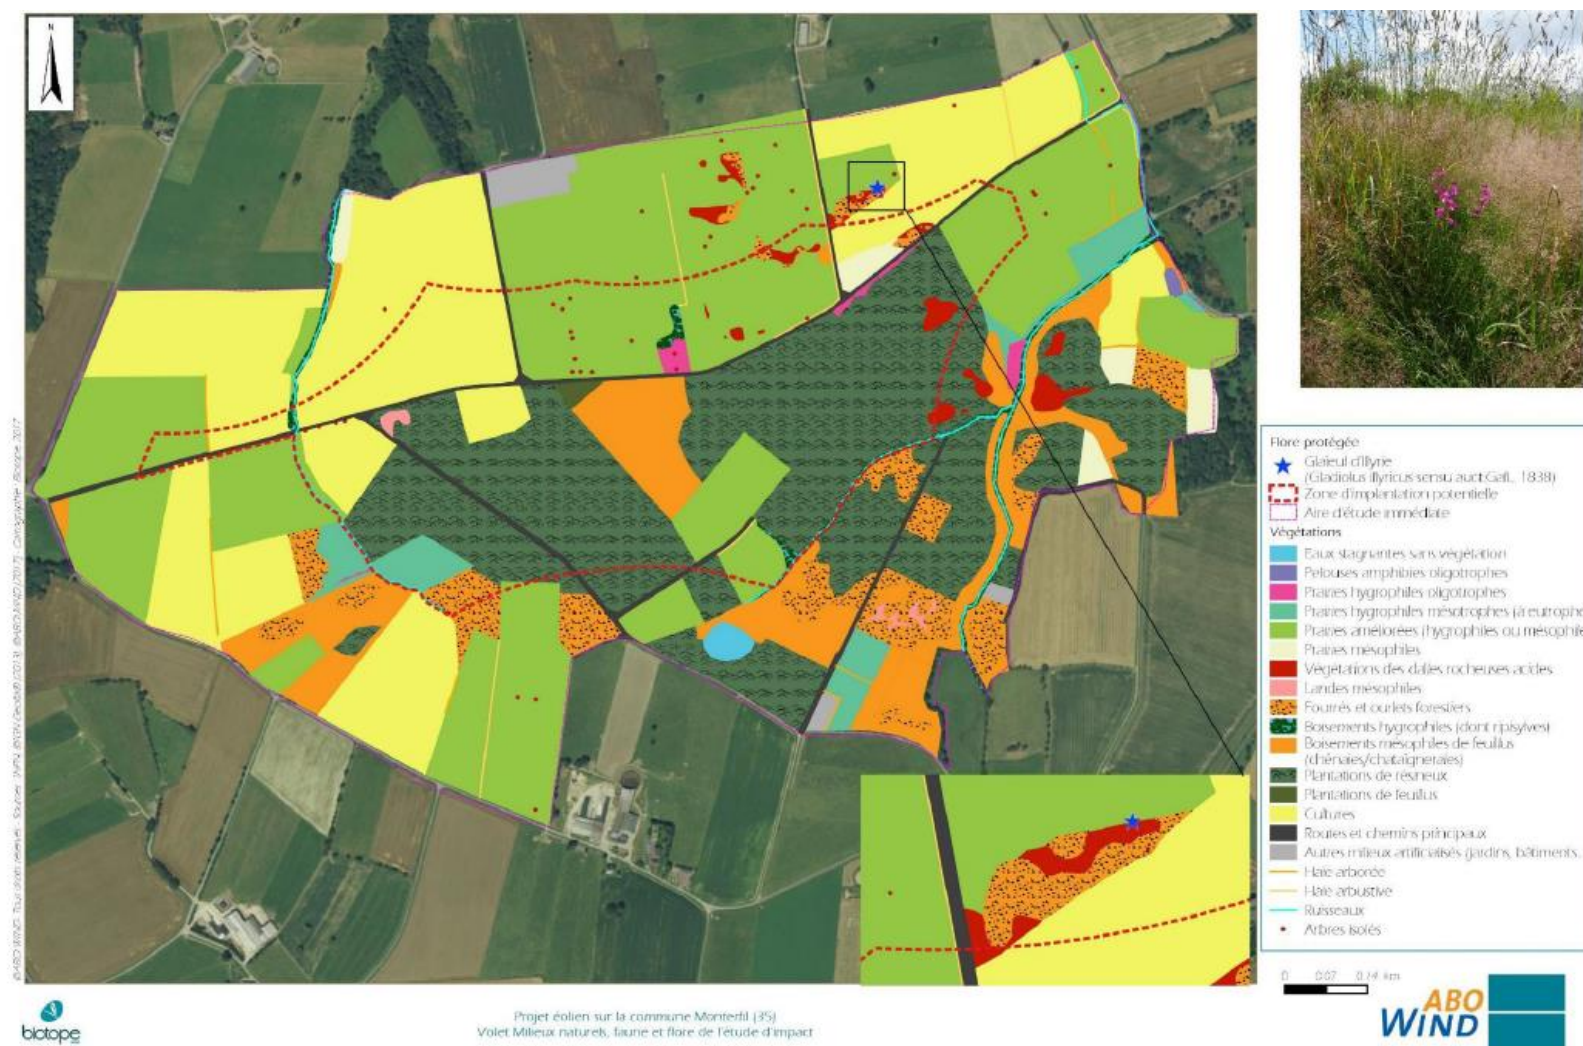 N
Flore protégée
Glaïeul d'Illyrie
(Gladiolus illyricus sensu auct.Gall., 1838)
Zone d'implantation potentielle
Aire d'étude immédiate
Végétations
Eaux stagnantes sans végétation
Pelouses amphibies oligotrophes
Prairies hygrophiles oligotrophes
Prairies hygrophiles mésotrophes (à eutrophe
Prairies améliorées (hygrophiles ou mésophile
Prairies mésophiles
Végétations des dalles rocheuses acides
Landes mésophiles
Fourrés et ourlets forestiers
Boisements hygrophiles (dont ripisylves)
Boisements mésophiles de feuillus
(chênaies/chataîgneraies)
Plantations de résineux
Plantations de feuillus
Cultures
Routes et chemins principaux
Autres milieux artificialisés (jardins, bâtiments,
Haie arborée
Haie arbustive
Ruisseaux
Arbres isolés
0 0.07 0.14 km
biotope
Projet éolien sur la commune Monterfil (35)
Volet Milieux naturels, faune et flore de l'étude d'impact
ABO
WIND